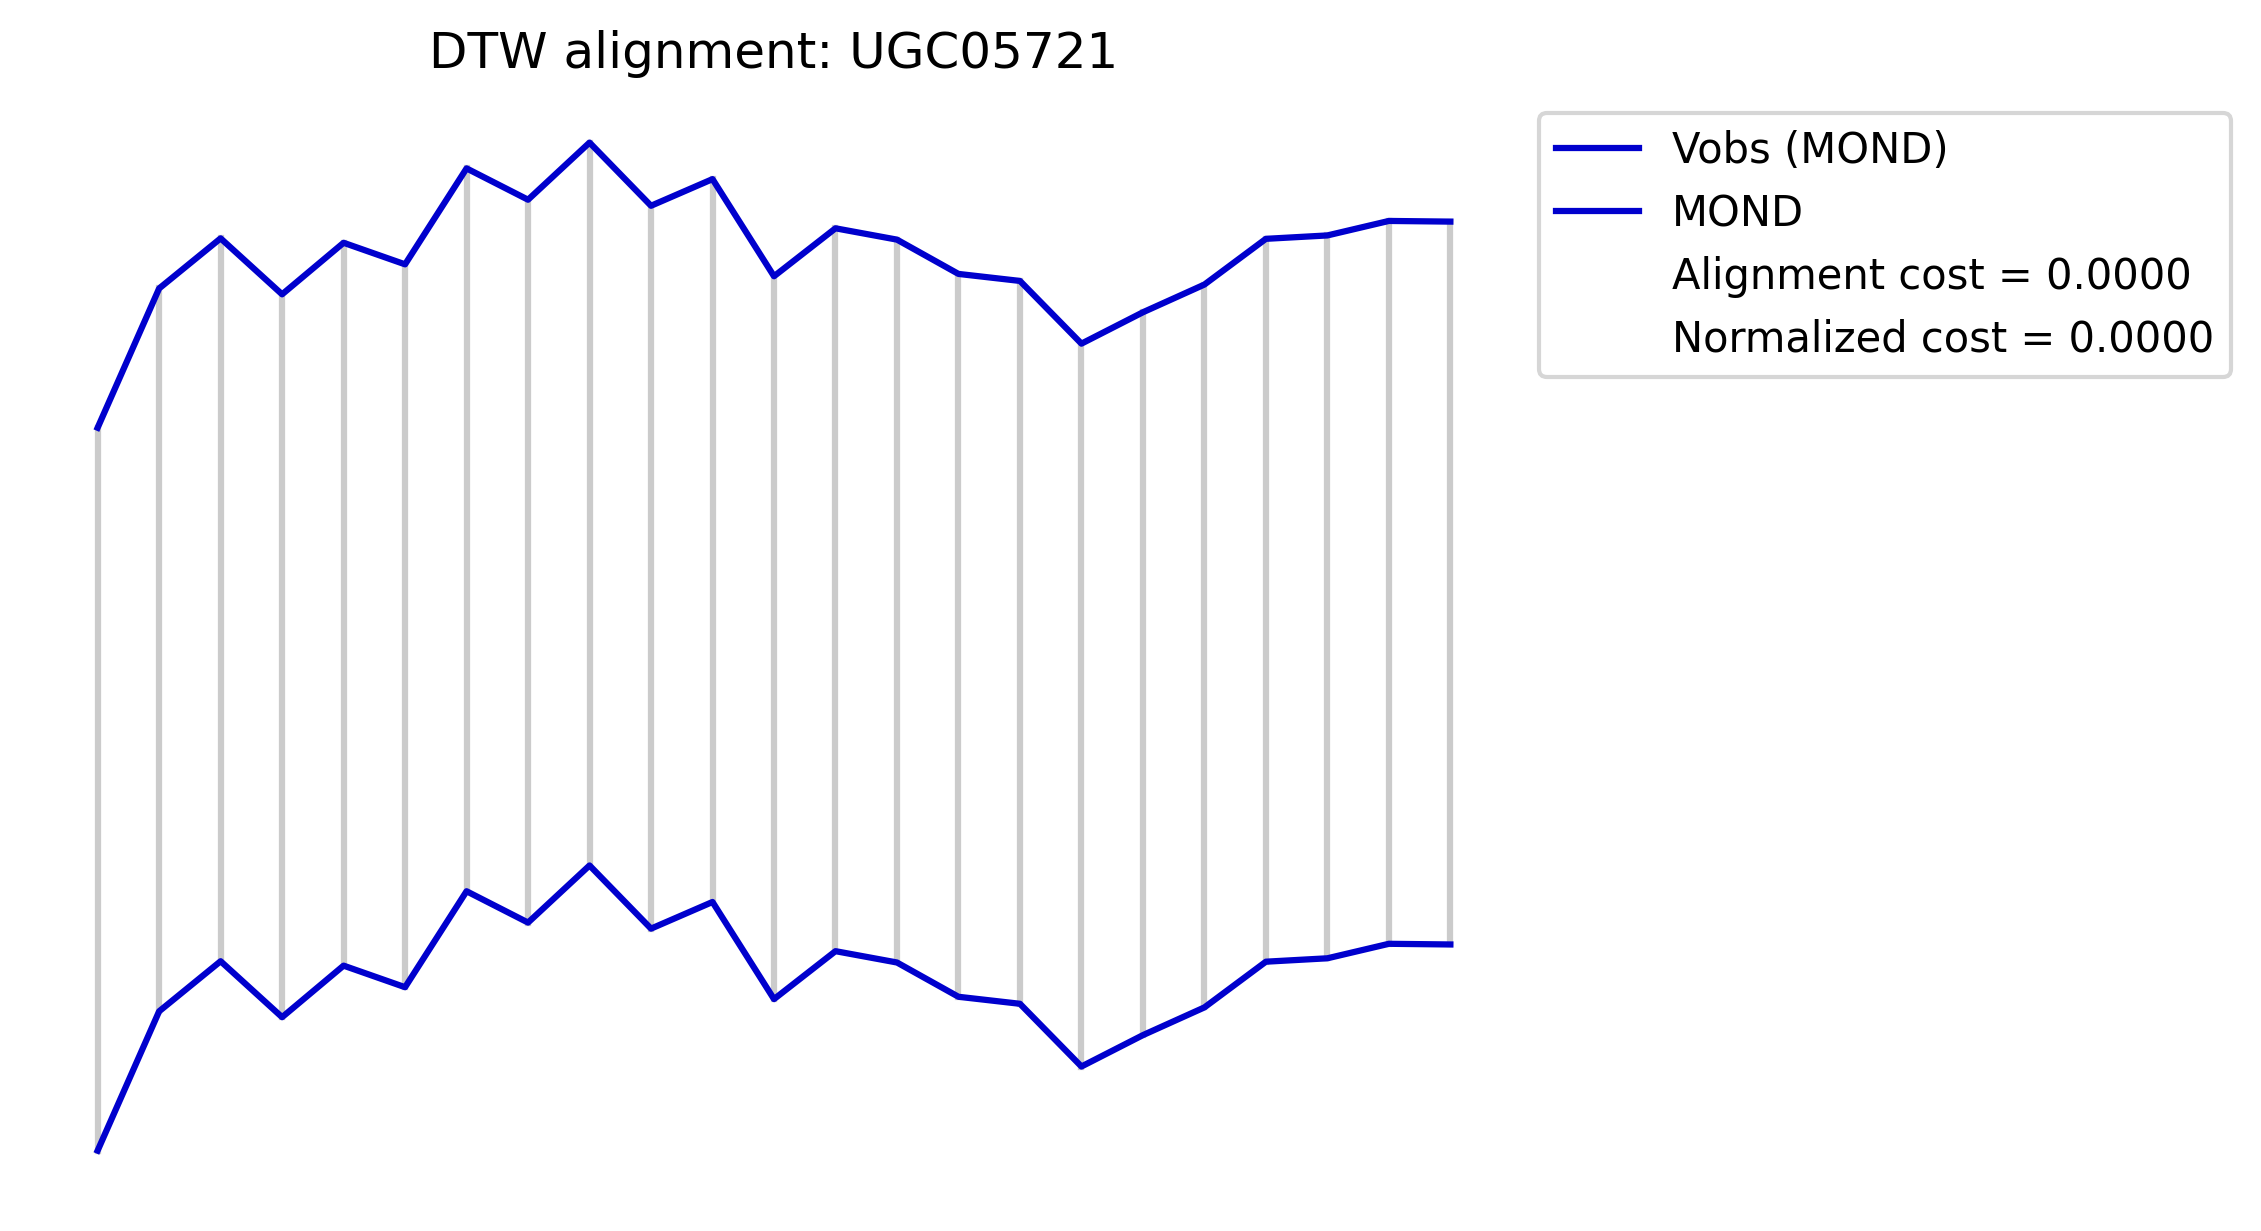 DTW alignment: UGC05721
Vobs (MOND)
MOND
Alignment cost = 0.0000
Normalized cost = 0.0000